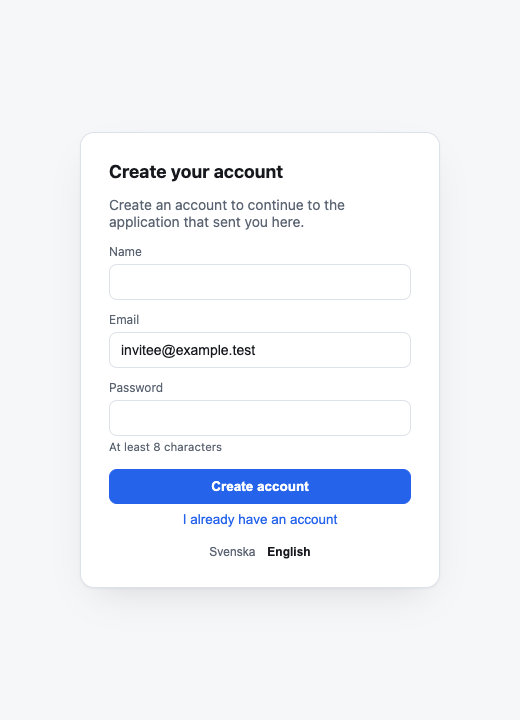 Create your account
Create an account to continue to the
application that sent you here.
Name
Email
invitee@example.test
Password
At least 8 characters
Create account
I already have an account
Svenska English